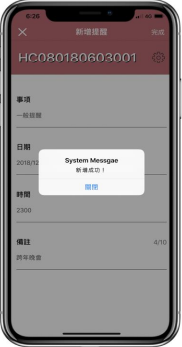 6:26
4G
新增提醒
完成
HC080180603001
事項
一般提醒
日期
2018/12
System Messgae
新增成功！
關閉
時間
2300
備註
4/10
跨年晚會